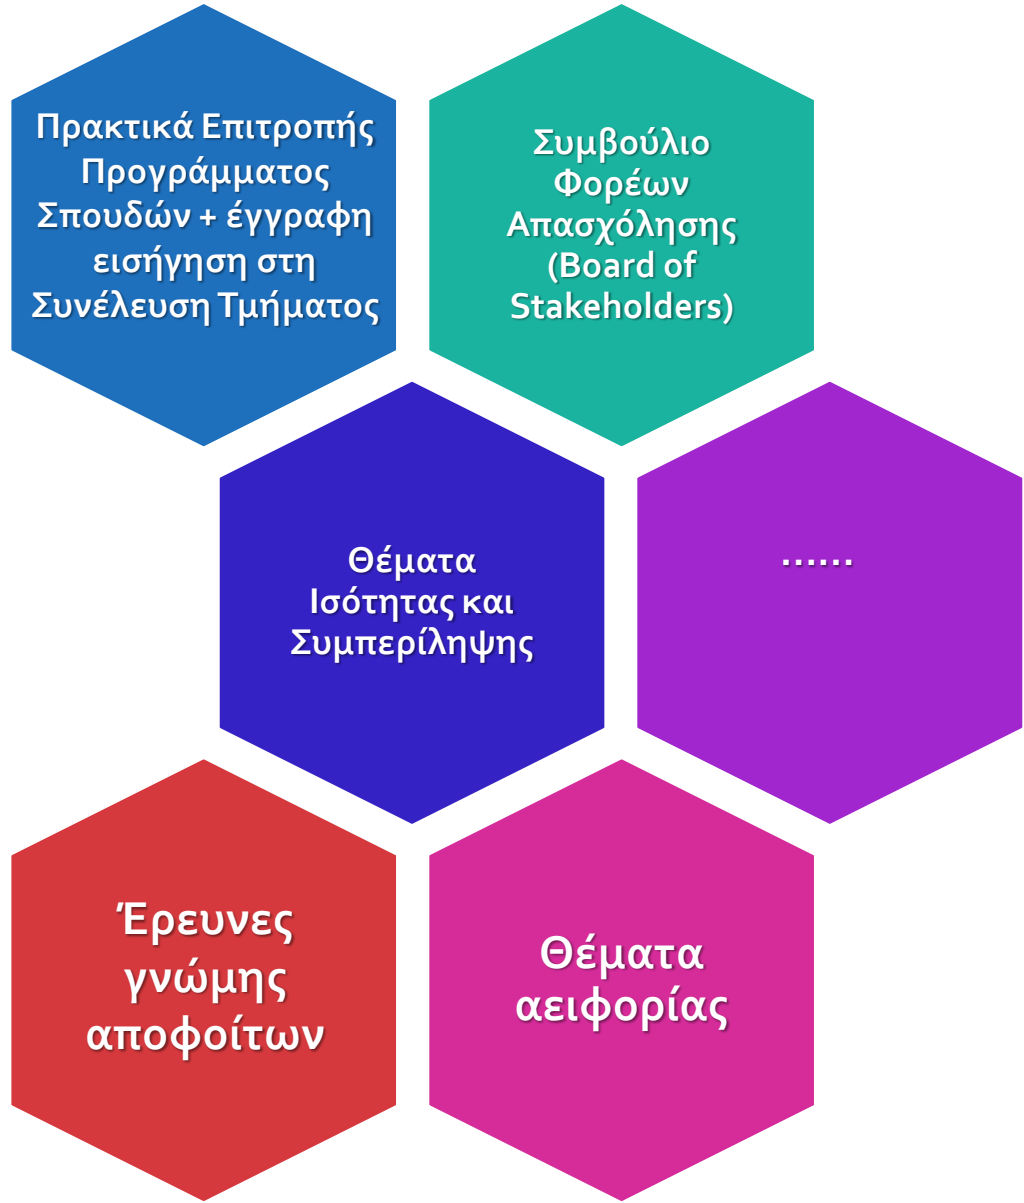 Πρακτικά Επιτροπής
Προγράμματος
Σπουδών + έγγραφη
εισήγηση στη
Συνέλευση Τμήματος
Συμβούλιο
Φορέων
Απασχόλησης
(Board of
Stakeholders)
Θέματα
Ισότητας και
Συμπερίληψης
......
Έρευνες
γνώμης
αποφοίτων
Θέματα
αειφορίας